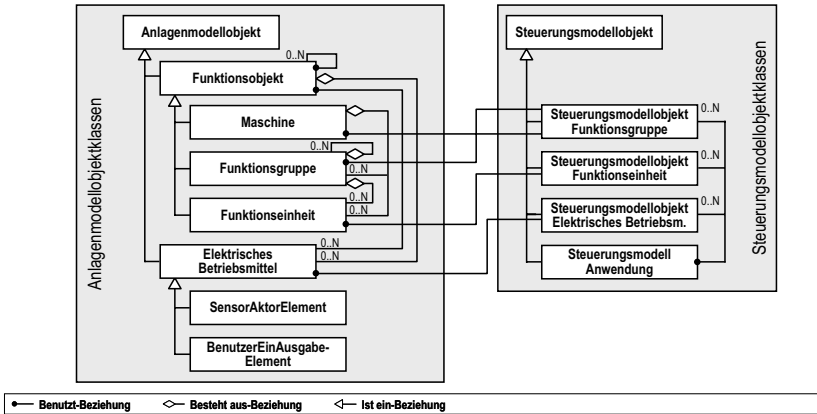 Anlagenmodellobjektklassen
Anlagenmodellobjekt
0..N
Funktionsobjekt
Maschine
0..N
Funktionsgruppe
0..N
0..N
Funktionseinheit
0..N
0..N
Elektrisches
Betriebsmittel
0..N
SensorAktorElement
BenutzerEinAusgabe-
Element
Steuerungsmodellobjekt
Steuerungsmodellobjektklassen
Steuerungsmodellobjekt
Funktionsgruppe
0..N
Steuerungsmodellobjekt
Funktionseinheit
0..N
Steuerungsmodellobjekt
Elektrisches Betriebsm.
0..N
Steuerungsmodell
Anwendung
Benutzt-Beziehung
Besteht aus-Beziehung
Ist ein-Beziehung